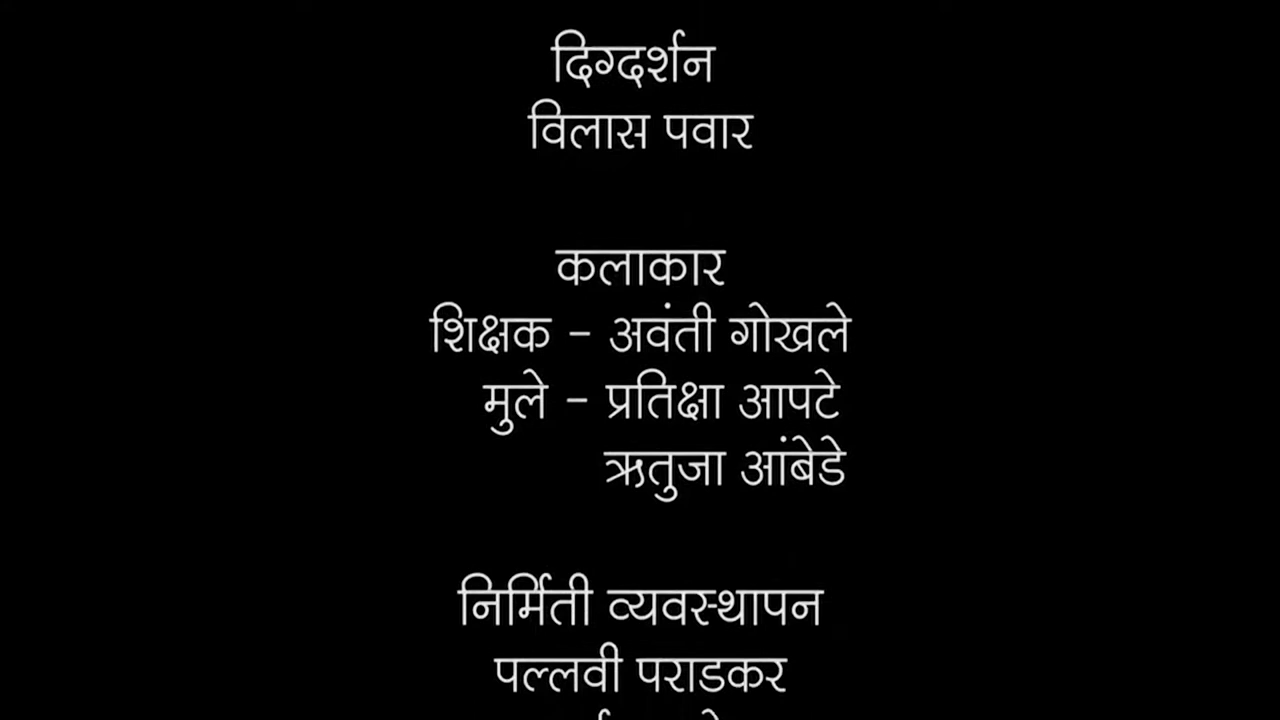 दिग्दर्शन
विलास पवार
कलाकार
शिक्षक - अवंती गोखले
मुले - प्रतिक्षा आपटे
ऋतुजा आंबेडे
निर्मिती व्यवस्थापन
पल्लवी पराडकर